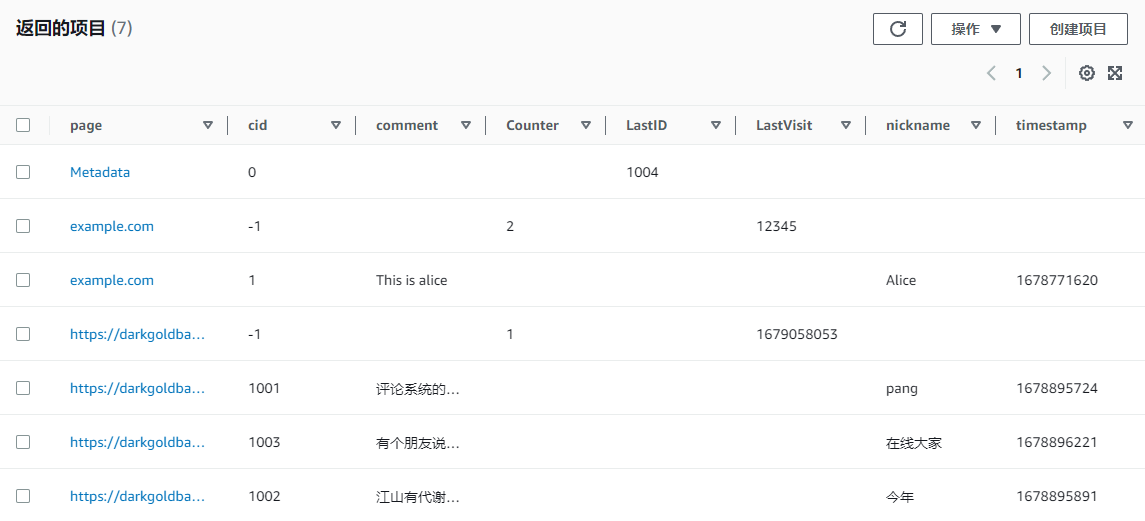 返回的项目 (7)
操作 创建项目
1
page cid comment Counter LastID LastVisit nickname timestamp
Metadata 0 1004
example.com -1 2 12345
example.com 1 This is alice Alice 1678771620
https://darkgoldba... -1 1 1679058053
https://darkgoldba... 1001 评论系统的... pang 1678895724
https://darkgoldba... 1003 有个朋友说... 在线大家 1678896221
https://darkgoldba... 1002 江山有代谢... 今年 1678895891